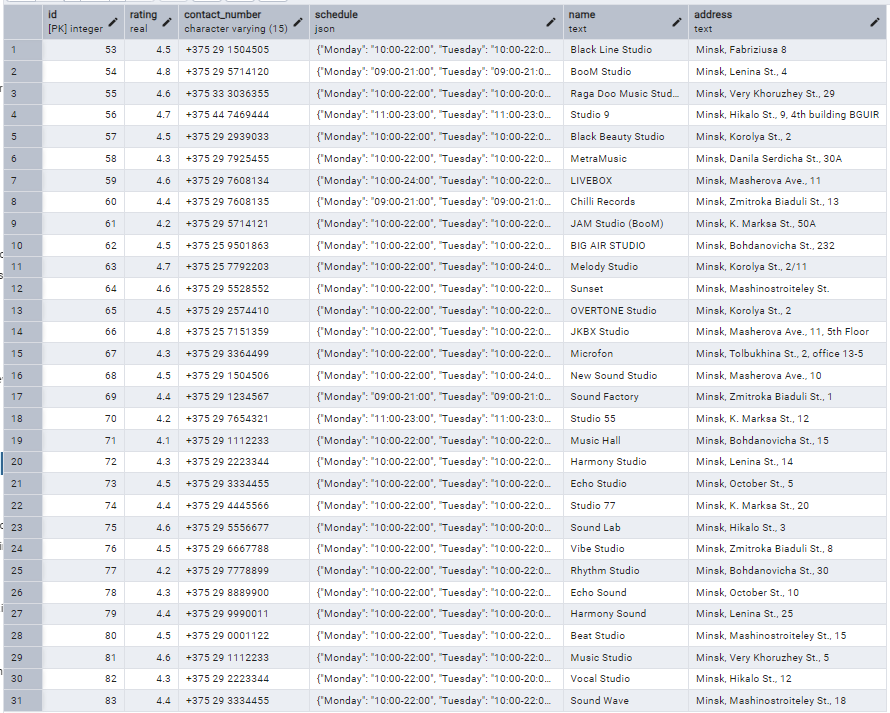 id rating contact_number schedule name address
[PK] integer real character varying (15) json text text
1 53 4.5 +375 29 1504505 {"Monday": "10:00-22:00", "Tuesday": "10:00-22:0... Black Line Studio Minsk, Fabriziusa 8
2 54 4.8 +375 29 5714120 {"Monday": "09:00-21:00", "Tuesday": "09:00-21:0... BooM Studio Minsk, Lenina St., 4
3 55 4.6 +375 33 3036355 {"Monday": "10:00-22:00", "Tuesday": "10:00-20:0... Raga Doo Music Stud... Minsk, Very Khoruzhey St., 29
4 56 4.7 +375 44 7469444 {"Monday": "11:00-23:00", "Tuesday": "11:00-23:0... Studio 9 Minsk, Hikalo St., 9, 4th building BGUIR
5 57 4.5 +375 29 2939033 {"Monday": "10:00-22:00", "Tuesday": "10:00-22:0... Black Beauty Studio Minsk, Korolya St., 2
6 58 4.3 +375 29 7925455 {"Monday": "10:00-22:00", "Tuesday": "10:00-22:0... MetraMusic Minsk, Danila Serdicha St., 30A
7 59 4.6 +375 29 7608134 {"Monday": "10:00-24:00", "Tuesday": "10:00-22:0... LIVEBOX Minsk, Masherova Ave., 11
8 60 4.4 +375 29 7608135 {"Monday": "09:00-21:00", "Tuesday": "09:00-21:0... Chilli Records Minsk, Zmitroka Biaduli St., 13
9 61 4.2 +375 29 5714121 {"Monday": "10:00-22:00", "Tuesday": "10:00-22:0... JAM Studio (BooM) Minsk, K. Marksa St., 50A
10 62 4.5 +375 25 9501863 {"Monday": "10:00-22:00", "Tuesday": "10:00-22:0... BIG AIR STUDIO Minsk, Bohdanovicha St., 232
11 63 4.7 +375 25 7792203 {"Monday": "10:00-22:00", "Tuesday": "10:00-24:0... Melody Studio Minsk, Korolya St., 2/11
12 64 4.6 +375 29 5528552 {"Monday": "10:00-22:00", "Tuesday": "10:00-22:0... Sunset Minsk, Mashinostroiteley St.
13 65 4.5 +375 29 2574410 {"Monday": "10:00-22:00", "Tuesday": "10:00-22:0... OVERTONE Studio Minsk, Korolya St., 2
14 66 4.8 +375 25 7151359 {"Monday": "10:00-22:00", "Tuesday": "10:00-22:0... JKBX Studio Minsk, Masherova Ave., 11, 5th Floor
15 67 4.3 +375 29 3364499 {"Monday": "10:00-22:00", "Tuesday": "10:00-22:0... Microfon Minsk, Tolbukhina St., 2, office 13-5
16 68 4.5 +375 29 1504506 {"Monday": "10:00-22:00", "Tuesday": "10:00-24:0... New Sound Studio Minsk, Masherova Ave., 10
17 69 4.4 +375 29 1234567 {"Monday": "09:00-21:00", "Tuesday": "09:00-21:0... Sound Factory Minsk, Zmitroka Biaduli St., 1
18 70 4.2 +375 29 7654321 {"Monday": "11:00-23:00", "Tuesday": "11:00-23:0... Studio 55 Minsk, K. Marksa St., 12
19 71 4.1 +375 29 1112233 {"Monday": "10:00-22:00", "Tuesday": "10:00-22:0... Music Hall Minsk, Bohdanovicha St., 15
20 72 4.3 +375 29 2223344 {"Monday": "10:00-22:00", "Tuesday": "10:00-22:0... Harmony Studio Minsk, Lenina St., 14
21 73 4.5 +375 29 3334455 {"Monday": "10:00-22:00", "Tuesday": "10:00-22:0... Echo Studio Minsk, October St., 5
22 74 4.4 +375 29 4445566 {"Monday": "10:00-22:00", "Tuesday": "10:00-22:0... Studio 77 Minsk, K. Marksa St., 20
23 75 4.6 +375 29 5556677 {"Monday": "10:00-22:00", "Tuesday": "10:00-20:0... Sound Lab Minsk, Hikalo St., 3
24 76 4.5 +375 29 6667788 {"Monday": "10:00-22:00", "Tuesday": "10:00-22:0... Vibe Studio Minsk, Zmitroka Biaduli St., 8
25 77 4.2 +375 29 7778899 {"Monday": "10:00-22:00", "Tuesday": "10:00-22:0... Rhythm Studio Minsk, Bohdanovicha St., 30
26 78 4.3 +375 29 8889900 {"Monday": "10:00-22:00", "Tuesday": "10:00-22:0... Echo Sound Minsk, October St., 10
27 79 4.4 +375 29 9990011 {"Monday": "10:00-22:00", "Tuesday": "10:00-20:0... Harmony Sound Minsk, Lenina St., 25
28 80 4.5 +375 29 0001122 {"Monday": "10:00-22:00", "Tuesday": "10:00-22:0... Beat Studio Minsk, Mashinostroiteley St., 15
29 81 4.6 +375 29 1112233 {"Monday": "10:00-22:00", "Tuesday": "10:00-22:0... Music Studio Minsk, Very Khoruzhey St., 5
30 82 4.3 +375 29 2223344 {"Monday": "10:00-22:00", "Tuesday": "10:00-20:0... Vocal Studio Minsk, Hikalo St., 12
31 83 4.4 +375 29 3334455 {"Monday": "10:00-22:00", "Tuesday": "10:00-22:0... Sound Wave Minsk, Mashinostroiteley St., 18